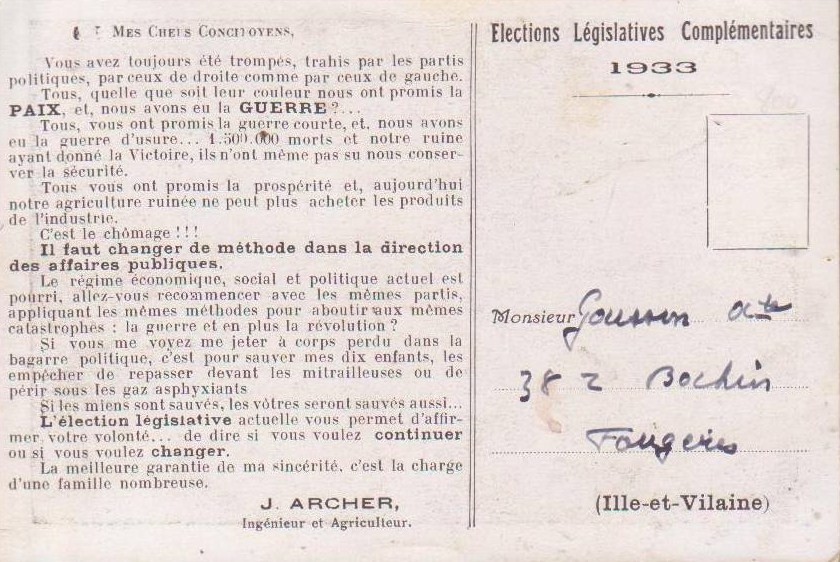 MES CHERS CONCITOYENS,
Vous avez toujours été trompés, trahis par les partis
politiques, par ceux de droite comme par ceux de gauche.
Tous, quelle que soit leur couleur nous ont promis la
PAIX, et, nous avons eu la GUERRE ?...
Tous, vous ont promis la guerre courte, et, nous avons
eu la guerre d'usure... 1.500.000 morts et notre ruine
ayant donné la Victoire, ils n'ont même pas su nous conser-
ver la sécurité.
Tous vous ont promis la prospérité et, aujourd'hui
notre agriculture ruinée ne peut plus acheter les produits
de l'industrie.
C'est le chômage !!!
Il faut changer de méthode dans la direction
des affaires publiques.
Le régime économique, social et politique actuel est
pourri, allez-vous recommencer avec les mêmes partis,
appliquant les mêmes méthodes pour aboutir aux mêmes
catastrophes : la guerre et en plus la révolution ?
Si vous me voyez me jeter à corps perdu dans la
bagarre politique, c'est pour sauver mes dix enfants, les
empêcher de repasser devant les mitrailleuses ou de
périr sous les gaz asphyxiants
Si les miens sont sauvés, les vôtres seront sauvés aussi...
L'élection législative actuelle vous permet d'affir-
mer votre volonté... de dire si vous voulez continuer
ou si vous voulez changer.
La meilleure garantie de ma sincérité, c'est la charge
d'une famille nombreuse.
J. ARCHER,
Ingénieur et Agriculteur.
Elections Législatives Complémentaires
1933
Monsieur
38 r
Fougères
(Ille-et-Vilaine)